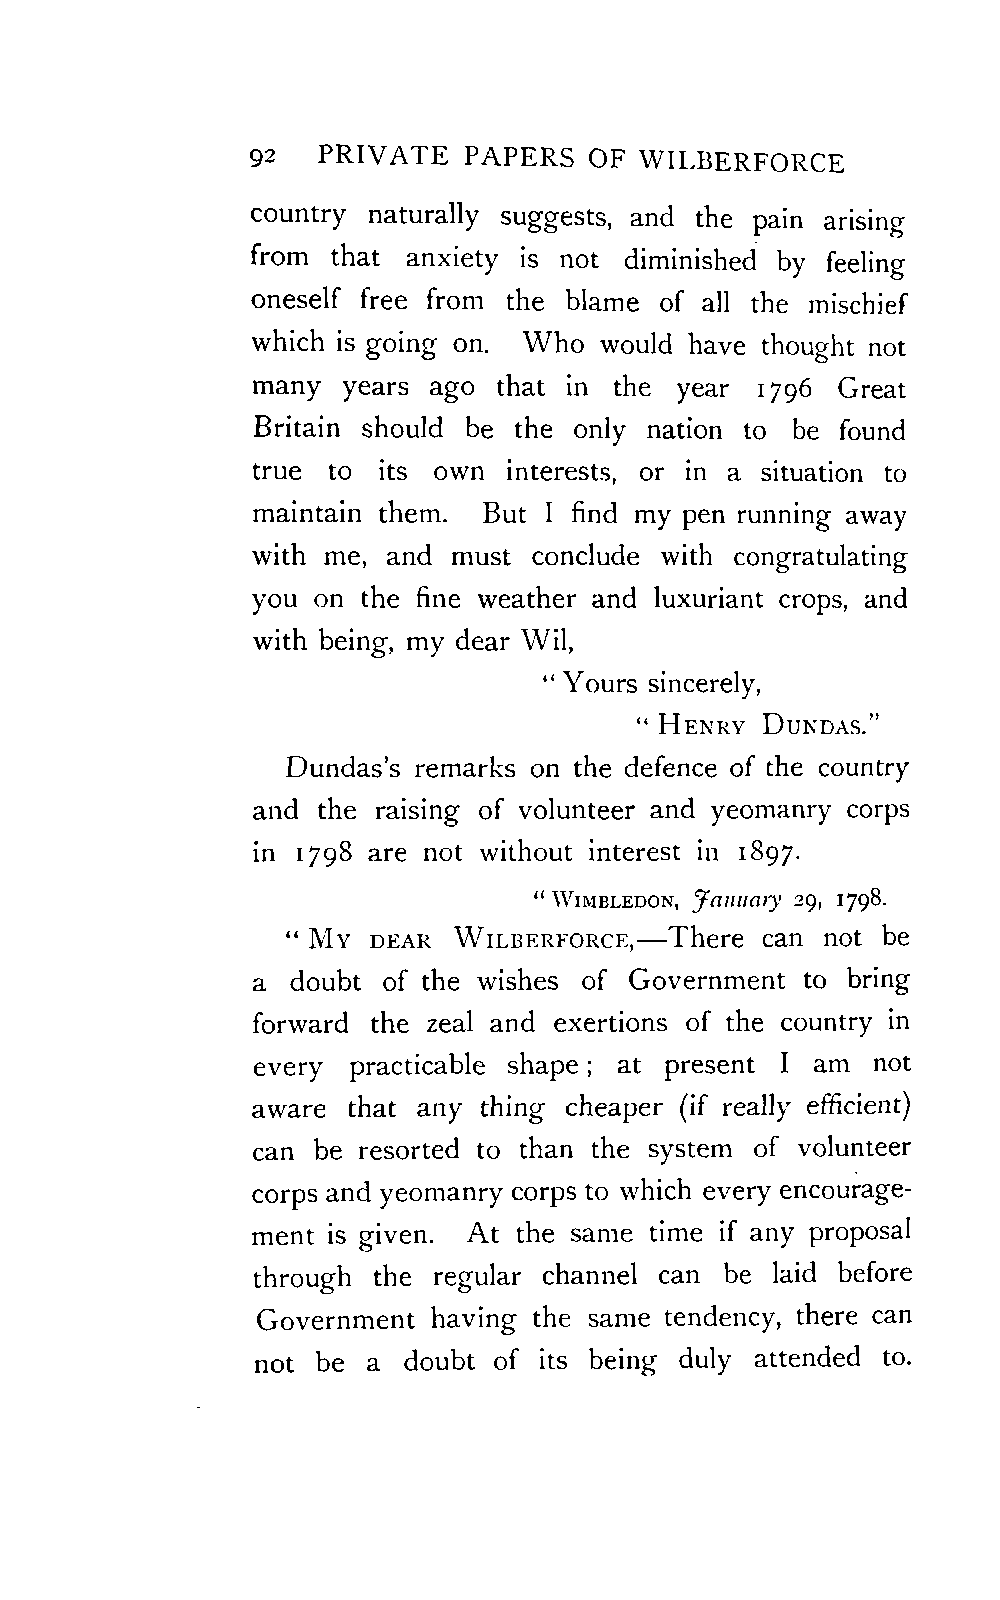 92 PRIVATE PAPERS OF WILBERFORCE
country naturally suggests, and the pain arising
from that anxiety is not diminished by feeling
oneself free from the blame of all the mischief
which is going on. Who would have thought not
many years ago that in the year 1796 Great
Britain should be the only nation to be found
true to its own interests, or in a situation to
maintain them. But I find my pen running away
with me, and must conclude with congratulating
you on the fine weather and luxuriant crops, and
with being, my dear Wil,
“Yours sincerely,
“HENRY DUNDAS.”
Dundas's remarks on the defence of the country
and the raising of volunteer and yeomanry corps
in 1798 are not without interest in 1897.
“WIMBLEDON, January 29, 1798.
“MY DEAR WILBERFORCE,—There can not be
a doubt of the wishes of Government to bring
forward the zeal and exertions of the country in
every practicable shape; at present I am not
aware that any thing cheaper (if really efficient)
can be resorted to than the system of volunteer
corps and yeomanry corps to which every encourage-
ment is given. At the same time if any proposal
through the regular channel can be laid before
Government having the same tendency, there can
not be a doubt of its being duly attended to.